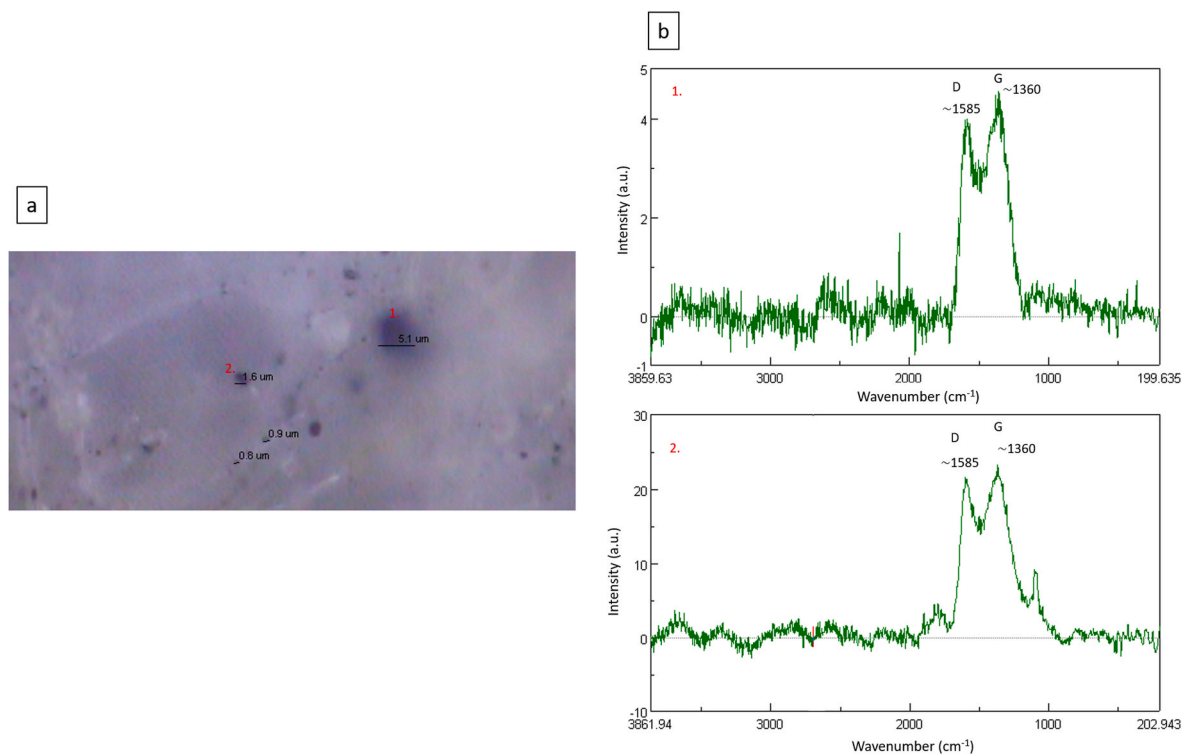 a
1.
5.1 um
2.
1.6 um
0.9 um
0.8 um
b
1.
D
G
~1585
~1360
Intensity (a.u.)
5
4
2
0
-1
3859.63
3000
2000
1000
199.635
Wavenumber (cm⁻¹)
2.
D
G
~1585
~1360
Intensity (a.u.)
30
20
10
0
-10
3861.94
3000
2000
1000
202.943
Wavenumber (cm⁻¹)